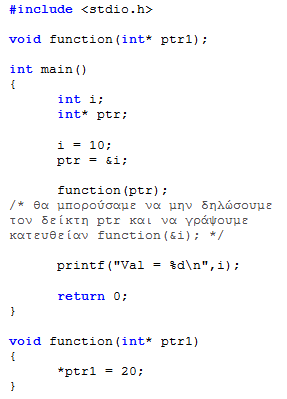 #include <stdio.h>
void function(int* ptr1);
int main()
{
int i;
int* ptr;
i = 10;
ptr = &i;
function(ptr);
/* θα μπορούσαμε να μην δηλώσουμε
τον δείκτη ptr και να γράψουμε
κατευθείαν function(&i); */
printf("Val = %d\n",i);
return 0;
}
void function(int* ptr1)
{
*ptr1 = 20;
}